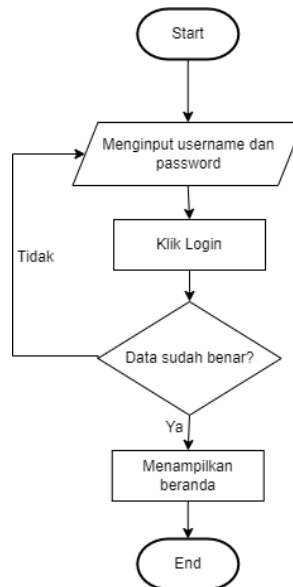 Start
Menginput username dan
password
Klik Login
Tidak
Data sudah benar?
Ya
Menampilkan
beranda
End